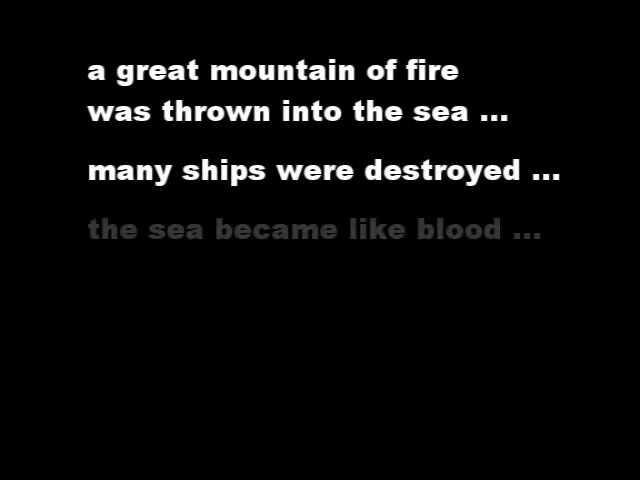 a great mountain of fire
was thrown into the sea ...
many ships were destroyed ...
the sea became like blood ...